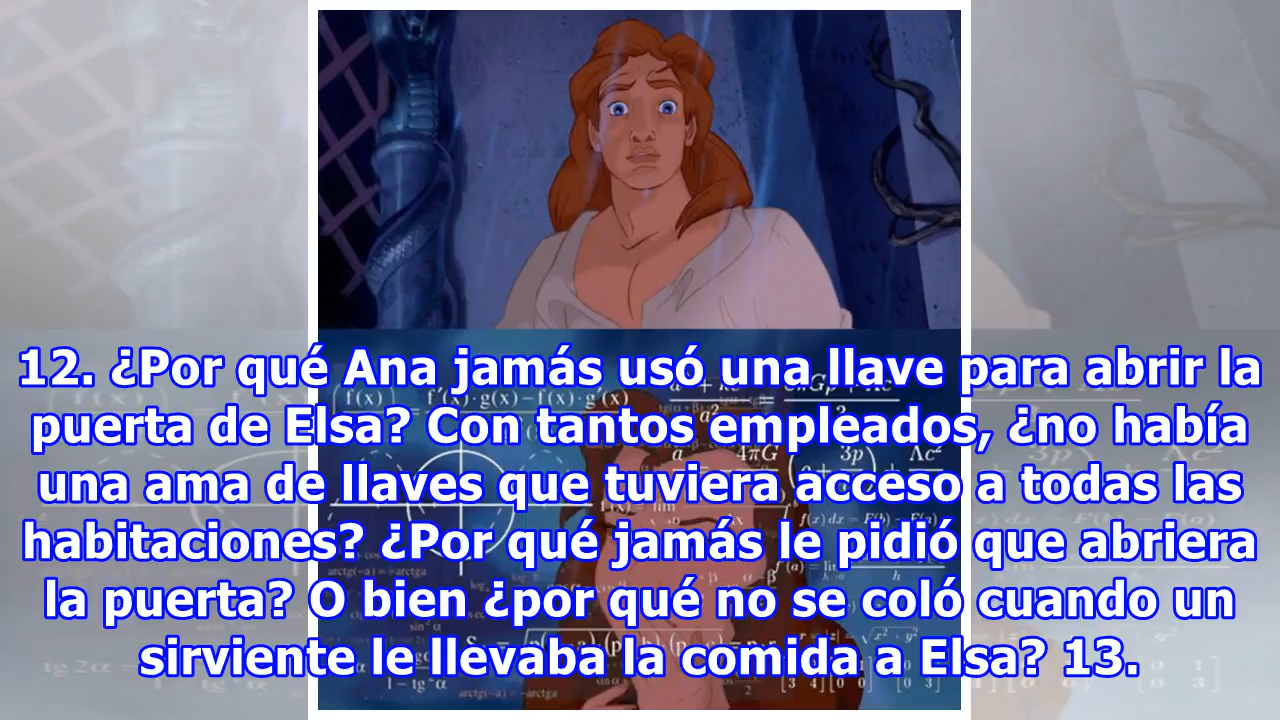 12. ¿Por qué Ana jamás usó una llave para abrir la
puerta de Elsa? Con tantos empleados, ¿no había
una ama de llaves que tuviera acceso a todas las
habitaciones? ¿Por qué jamás le pidió que abriera
la puerta? O bien ¿por qué no se coló cuando un
sirviente le llevaba la comida a Elsa? 13.